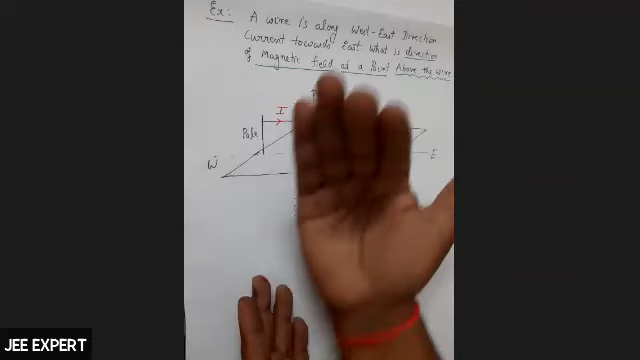 Ex: A wire is along West-East Direction
Current towards East What is direction
of Magnetic field at a Point Above the wire
P
I
Pole
W
E
JEE EXPERT